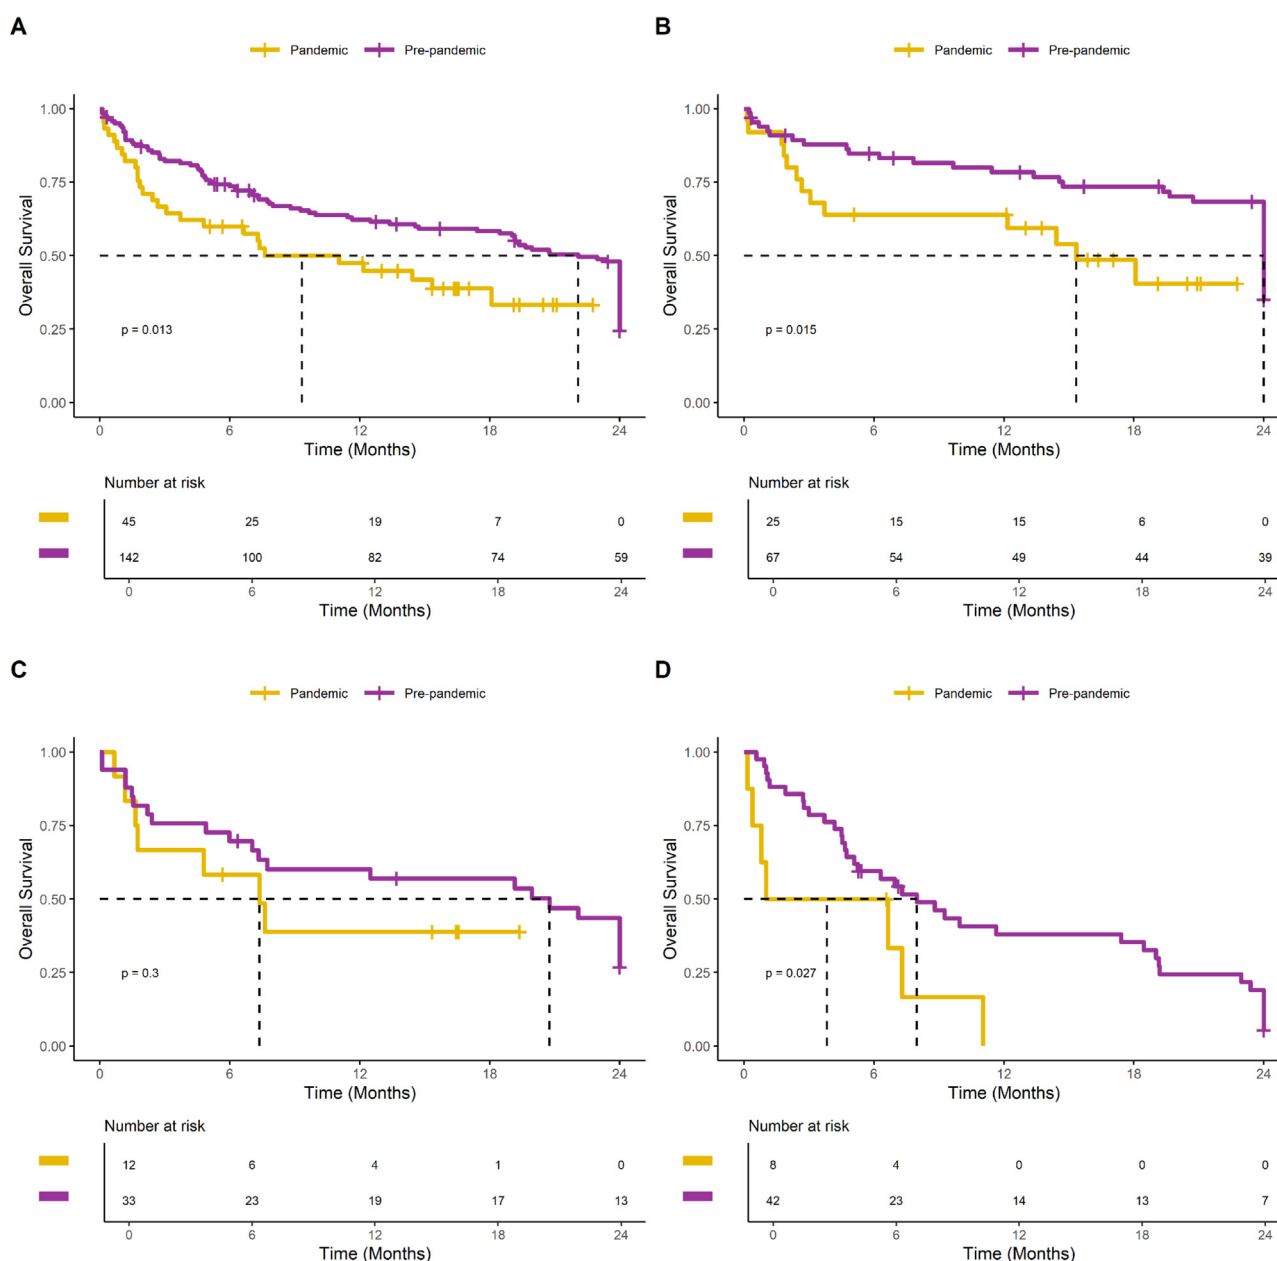 A
Pandemic Pre-pandemic
1.00
0.75
0.50
0.25
0.00
Overall Survival
p = 0.013
0 6 12 18 24
Time (Months)
Number at risk
45 25 19 7 0
142 100 82 74 59
0 6 12 18 24
Time (Months)
B
Pandemic Pre-pandemic
1.00
0.75
0.50
0.25
0.00
Overall Survival
p = 0.015
0 6 12 18 24
Time (Months)
Number at risk
25 15 15 6 0
67 54 49 44 39
0 6 12 18 24
Time (Months)
C
Pandemic Pre-pandemic
1.00
0.75
0.50
0.25
0.00
Overall Survival
p = 0.3
0 6 12 18 24
Time (Months)
Number at risk
12 6 4 1 0
33 23 19 17 13
0 6 12 18 24
Time (Months)
D
Pandemic Pre-pandemic
1.00
0.75
0.50
0.25
0.00
Overall Survival
p = 0.027
0 6 12 18 24
Time (Months)
Number at risk
8 4 0 0 0
42 23 14 13 7
0 6 12 18 24
Time (Months)